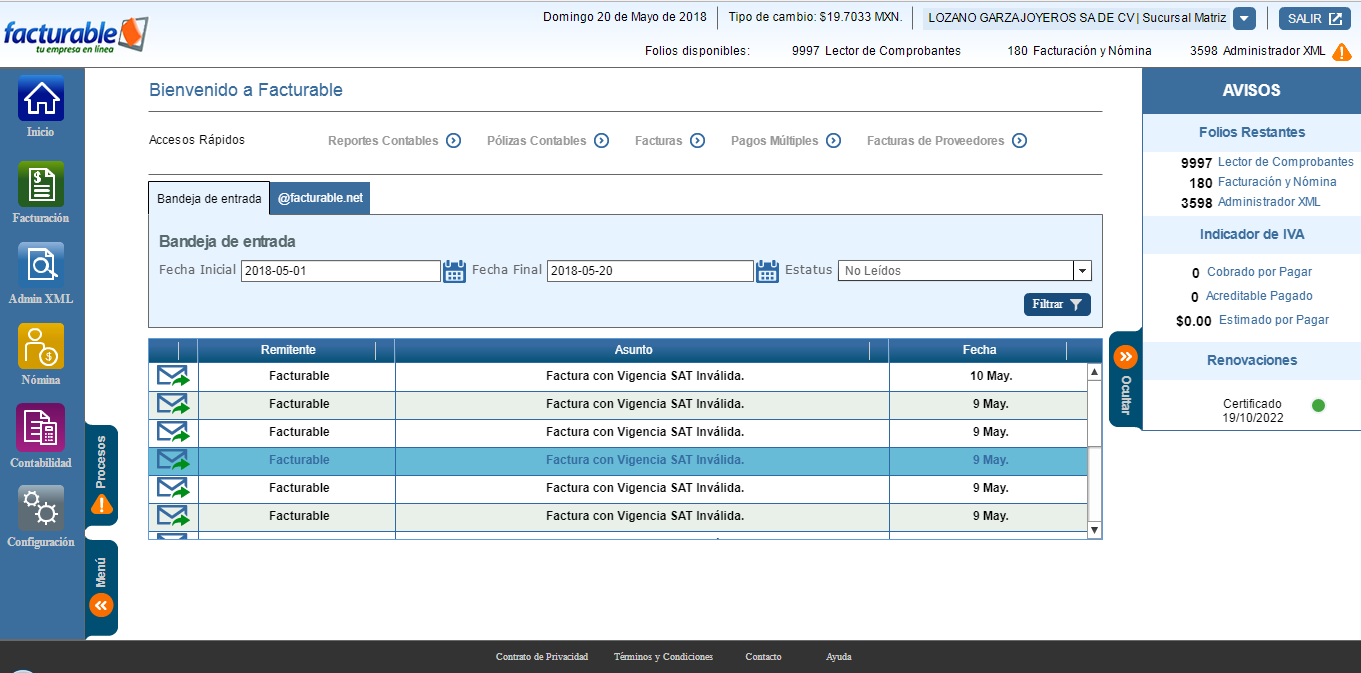 facturable
tu empresa en línea
Domingo 20 de Mayo de 2018
Tipo de cambio: $19.7033 MXN.
LOZANO GARZA JOYEROS SA DE CV | Sucursal Matriz
SALIR
Folios disponibles: 9997 Lector de Comprobantes 180 Facturación y Nómina 3598 Administrador XML
Inicio
Facturación
Admin XML
Nómina
Contabilidad
Configuración
Procesos
Menú
Bienvenido a Facturable
Accesos Rápidos Reportes Contables Pólizas Contables Facturas Pagos Múltiples Facturas de Proveedores
Bandeja de entrada @facturable.net
Bandeja de entrada
Fecha Inicial 2018-05-01 Fecha Final 2018-05-20 Estatus No Leídos
Filtrar
Remitente Asunto Fecha
Facturable Factura con Vigencia SAT Inválida. 10 May.
Facturable Factura con Vigencia SAT Inválida. 9 May.
Facturable Factura con Vigencia SAT Inválida. 9 May.
Facturable Factura con Vigencia SAT Inválida. 9 May.
Facturable Factura con Vigencia SAT Inválida. 9 May.
Facturable Factura con Vigencia SAT Inválida. 9 May.
Ocultar
AVISOS
Folios Restantes
9997 Lector de Comprobantes
180 Facturación y Nómina
3598 Administrador XML
Indicador de IVA
0 Cobrado por Pagar
0 Acreditable Pagado
$0.00 Estimado por Pagar
Renovaciones
Certificado
19/10/2022
Contrato de Privacidad Términos y Condiciones Contacto Ayuda